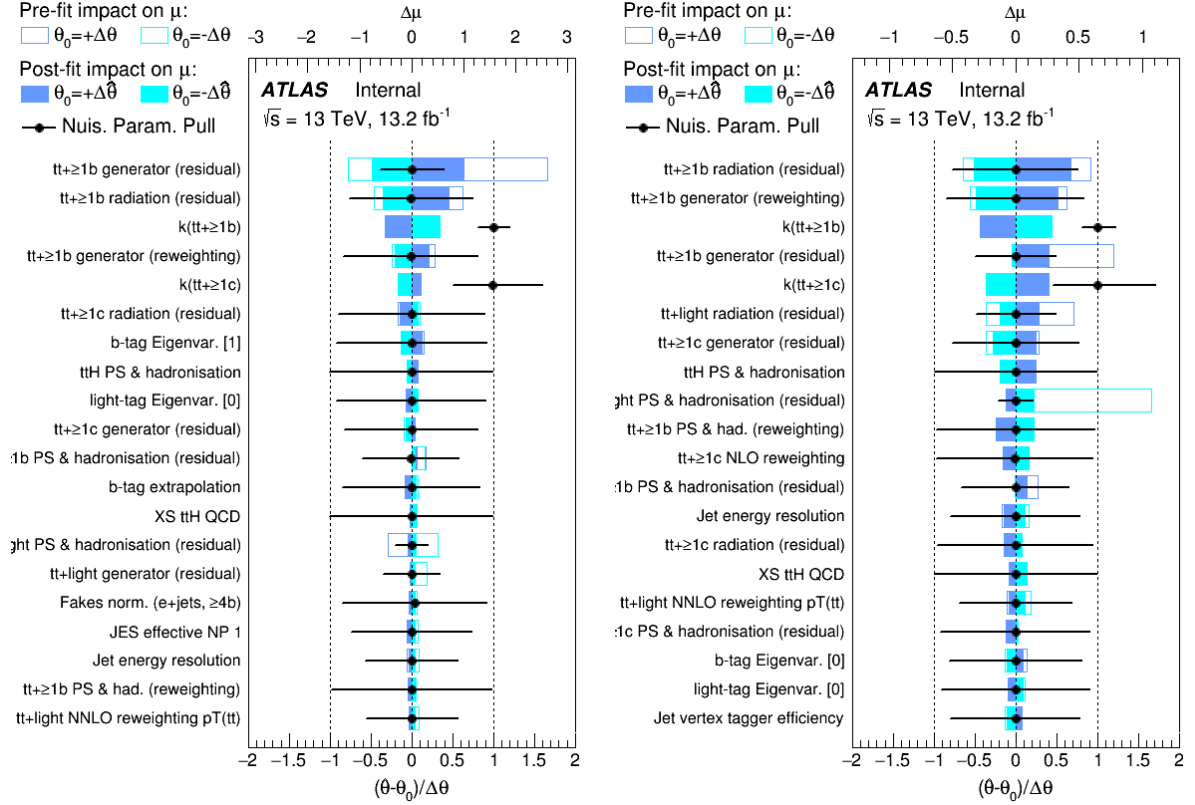 Pre-fit impact on μ:
θ₀=+Δθ θ₀=-Δθ
Post-fit impact on μ:
θ₀=+Δθ̂ θ₀=-Δθ̂
Nuis. Param. Pull
Δμ
−3 −2 −1 0 1 2 3
ATLAS Internal
√s = 13 TeV, 13.2 fb⁻¹
tt+≥1b generator (residual)
tt+≥1b radiation (residual)
k(tt+≥1b)
tt+≥1b generator (reweighting)
k(tt+≥1c)
tt+≥1c radiation (residual)
b-tag Eigenvar. [1]
ttH PS & hadronisation
light-tag Eigenvar. [0]
tt+≥1c generator (residual)
1b PS & hadronisation (residual)
b-tag extrapolation
XS ttH QCD
ght PS & hadronisation (residual)
tt+light generator (residual)
Fakes norm. (e+jets, ≥4b)
JES effective NP 1
Jet energy resolution
tt+≥1b PS & had. (reweighting)
tt+light NNLO reweighting pT(tt)
−2 −1.5 −1 −0.5 0 0.5 1 1.5 2
(θ̂-θ₀)/Δθ
Pre-fit impact on μ:
θ₀=+Δθ θ₀=-Δθ
Post-fit impact on μ:
θ₀=+Δθ̂ θ₀=-Δθ̂
Nuis. Param. Pull
Δμ
−1 −0.5 0 0.5 1
ATLAS Internal
√s = 13 TeV, 13.2 fb⁻¹
tt+≥1b radiation (residual)
tt+≥1b generator (reweighting)
k(tt+≥1b)
tt+≥1b generator (residual)
k(tt+≥1c)
tt+light radiation (residual)
tt+≥1c generator (residual)
ttH PS & hadronisation
ght PS & hadronisation (residual)
tt+≥1b PS & had. (reweighting)
tt+≥1c NLO reweighting
1b PS & hadronisation (residual)
Jet energy resolution
tt+≥1c radiation (residual)
XS ttH QCD
tt+light NNLO reweighting pT(tt)
1c PS & hadronisation (residual)
b-tag Eigenvar. [0]
light-tag Eigenvar. [0]
Jet vertex tagger efficiency
−2 −1.5 −1 −0.5 0 0.5 1 1.5 2
(θ̂-θ₀)/Δθ